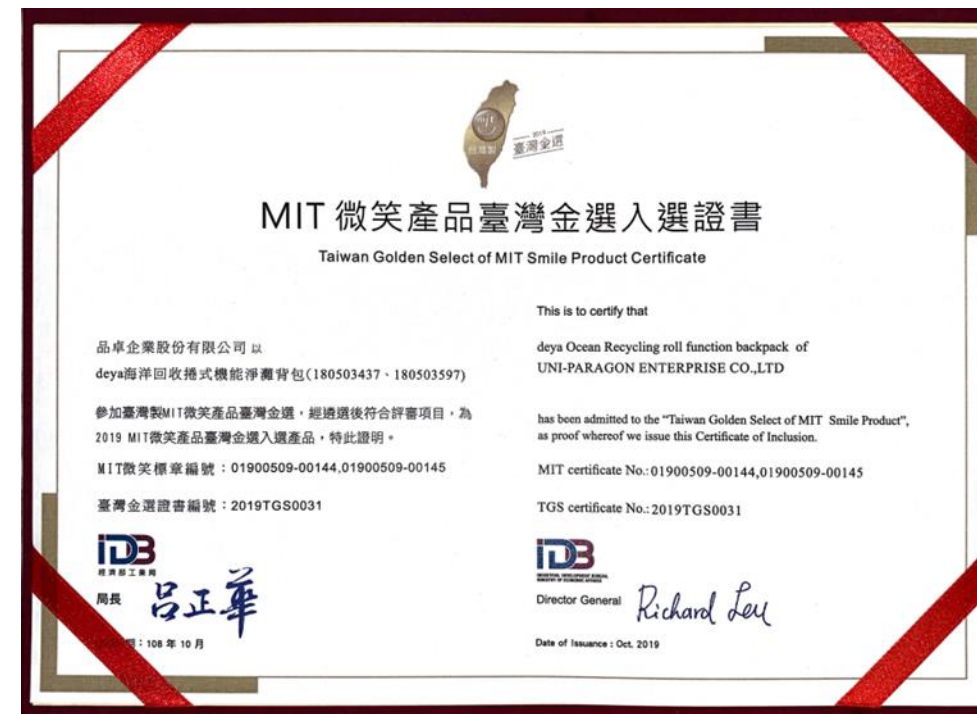 mit
台灣製
2019
臺灣金選
MIT 微笑產品臺灣金選入選證書
Taiwan Golden Select of MIT Smile Product Certificate
品卓企業股份有限公司 以
deya海洋回收捲式機能淨灘背包(180503437、180503597)
參加臺灣製MIT微笑產品臺灣金選，經遴選後符合評審項目，為
2019 MIT微笑產品臺灣金選入選產品，特此證明。
MIT微笑標章編號：01900509-00144,01900509-00145
臺灣金選證書編號：2019TGS0031
iDB
經濟部工業局
局長 呂正華
：108 年 10 月
This is to certify that
deya Ocean Recycling roll function backpack of
UNI-PARAGON ENTERPRISE CO.,LTD
has been admitted to the “Taiwan Golden Select of MIT Smile Product”,
as proof whereof we issue this Certificate of Inclusion.
MIT certificate No.:01900509-00144,01900509-00145
TGS certificate No.:2019TGS0031
iDB
INDUSTRIAL DEVELOPMENT BUREAU,
MINISTRY OF ECONOMIC AFFAIRS
Director General Richard Leu
Date of Issuance : Oct, 2019